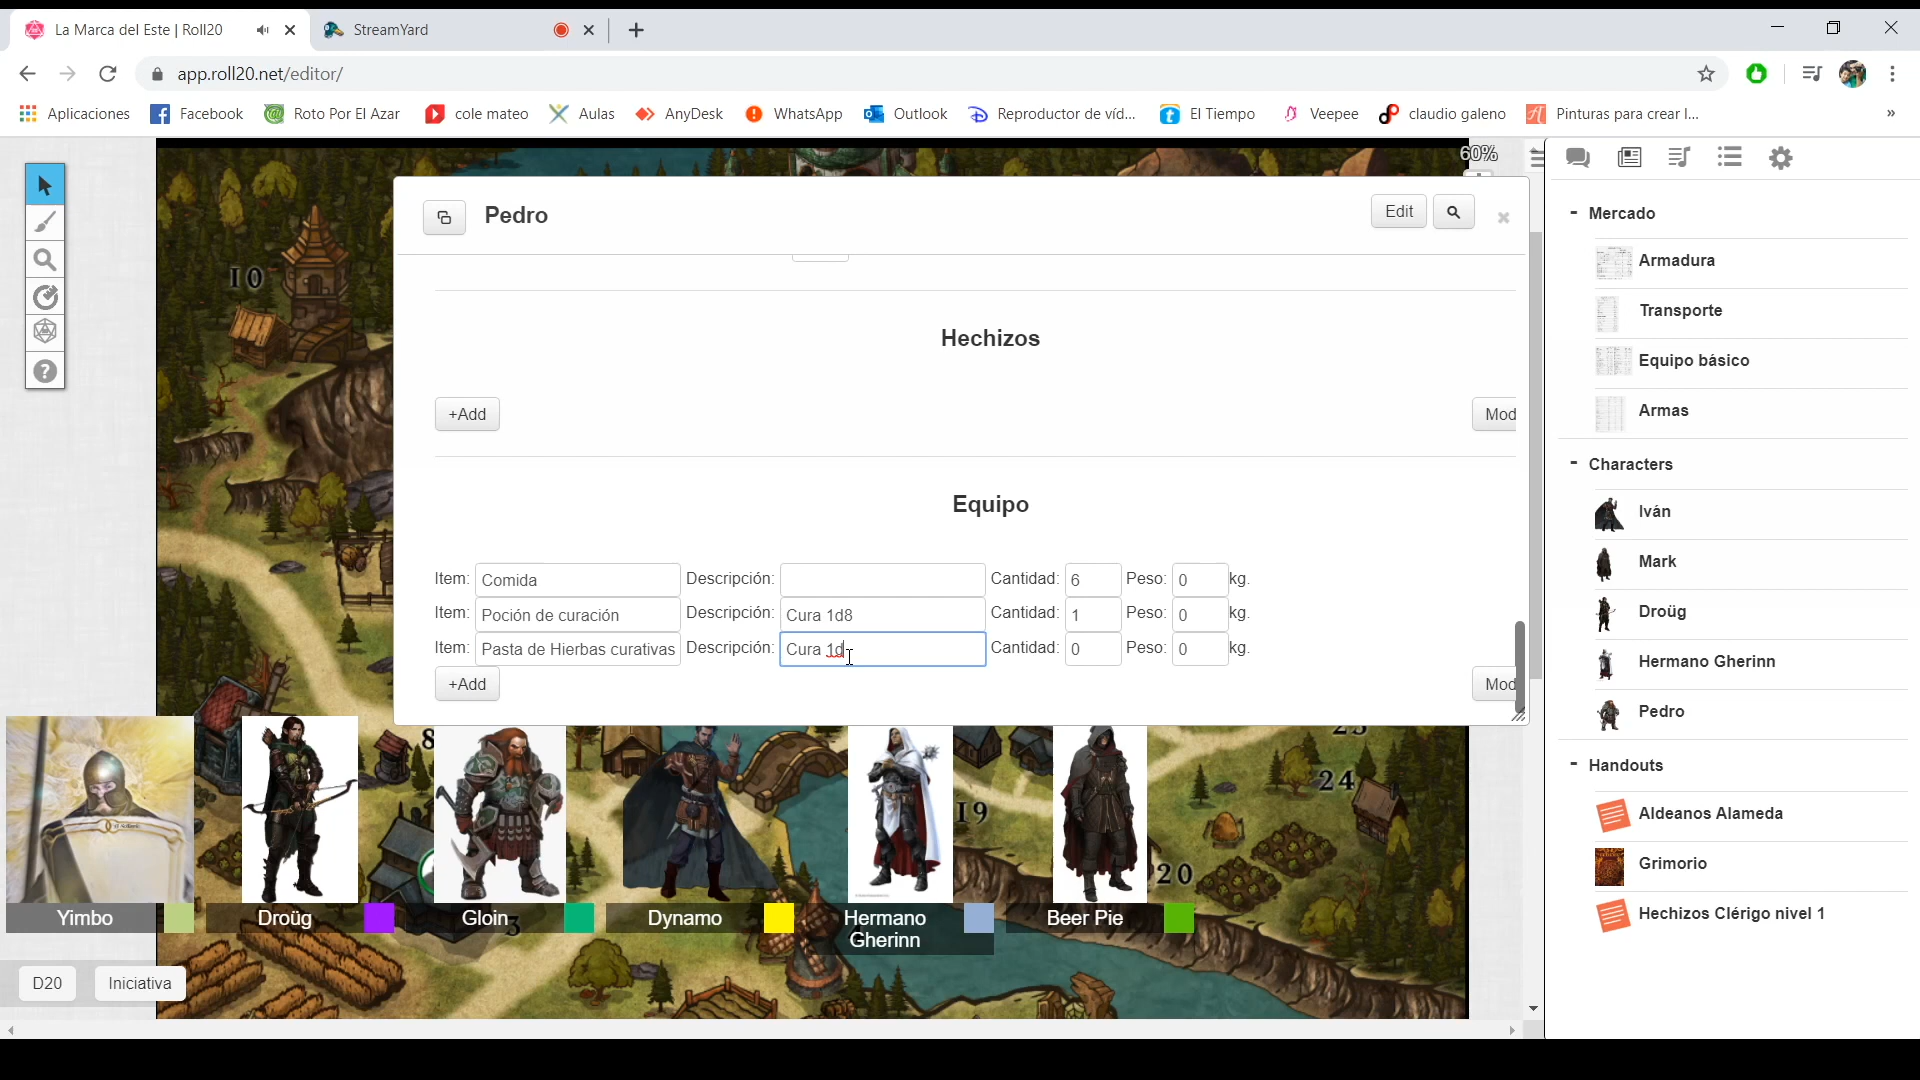 La Marca del Este | Roll20
StreamYard
app.roll20.net/editor/
Aplicaciones Facebook Roto Por El Azar cole mateo Aulas AnyDesk WhatsApp Outlook Reproductor de víd... El Tiempo Veepee claudio galeno Pinturas para crear l... »
60%
Pedro
Edit
Hechizos
+Add
Mod
Equipo
Item: Comida Descripción: Cantidad: 6 Peso: 0 kg.
Item: Poción de curación Descripción: Cura 1d8 Cantidad: 1 Peso: 0 kg.
Item: Pasta de Hierbas curativas Descripción: Cura 1d Cantidad: 0 Peso: 0 kg.
+Add
Mod
10
8
19
24
20
3
Yimbo
Droüg
Gloin
Dynamo
Hermano
Gherinn
Beer Pie
D20
Iniciativa
- Mercado
Armadura
Transporte
Equipo básico
Armas
- Characters
Iván
Mark
Droüg
Hermano Gherinn
Pedro
- Handouts
Aldeanos Alameda
Grimorio
Hechizos Clérigo nivel 1